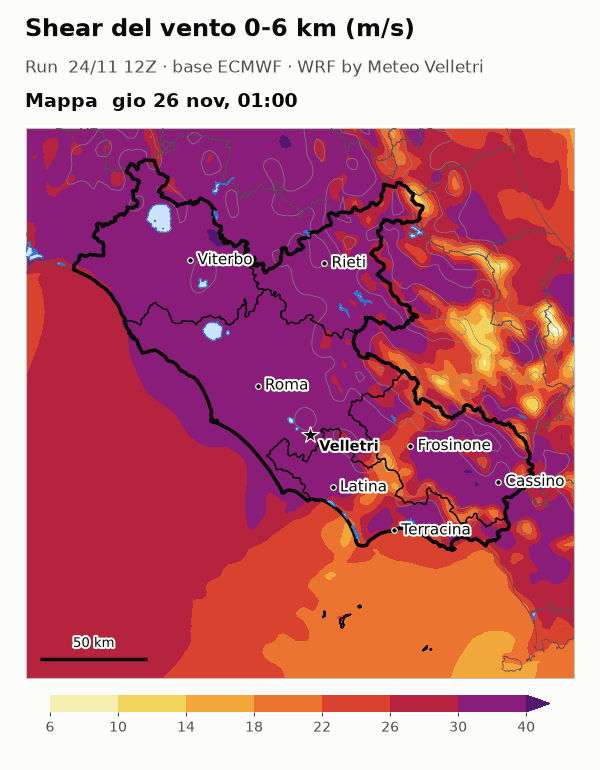 Shear del vento 0-6 km (m/s)
Run  24/11 12Z · base ECMWF · WRF by Meteo Velletri
Mappa  gio 26 nov, 01:00
Viterbo
Rieti
Roma
Velletri
Frosinone
Cassino
Latina
Terracina
50 km
6 10 14 18 22 26 30 40